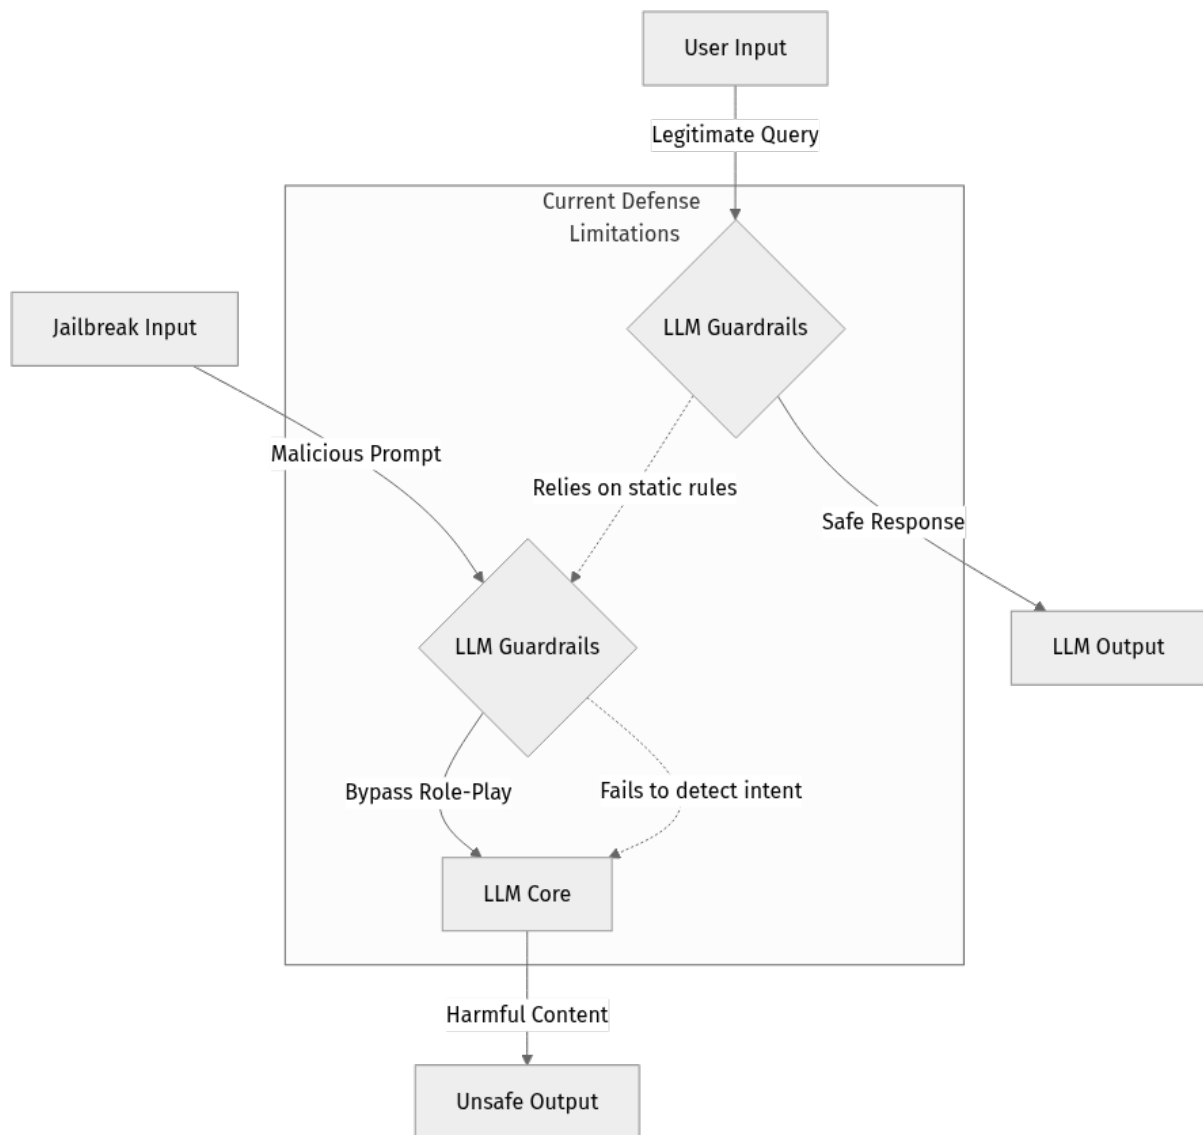 User Input
Legitimate Query
Current Defense
Limitations
LLM Guardrails
Jailbreak Input
Malicious Prompt
Relies on static rules
Safe Response
LLM Guardrails
LLM Output
Bypass Role-Play
Fails to detect intent
LLM Core
Harmful Content
Unsafe Output